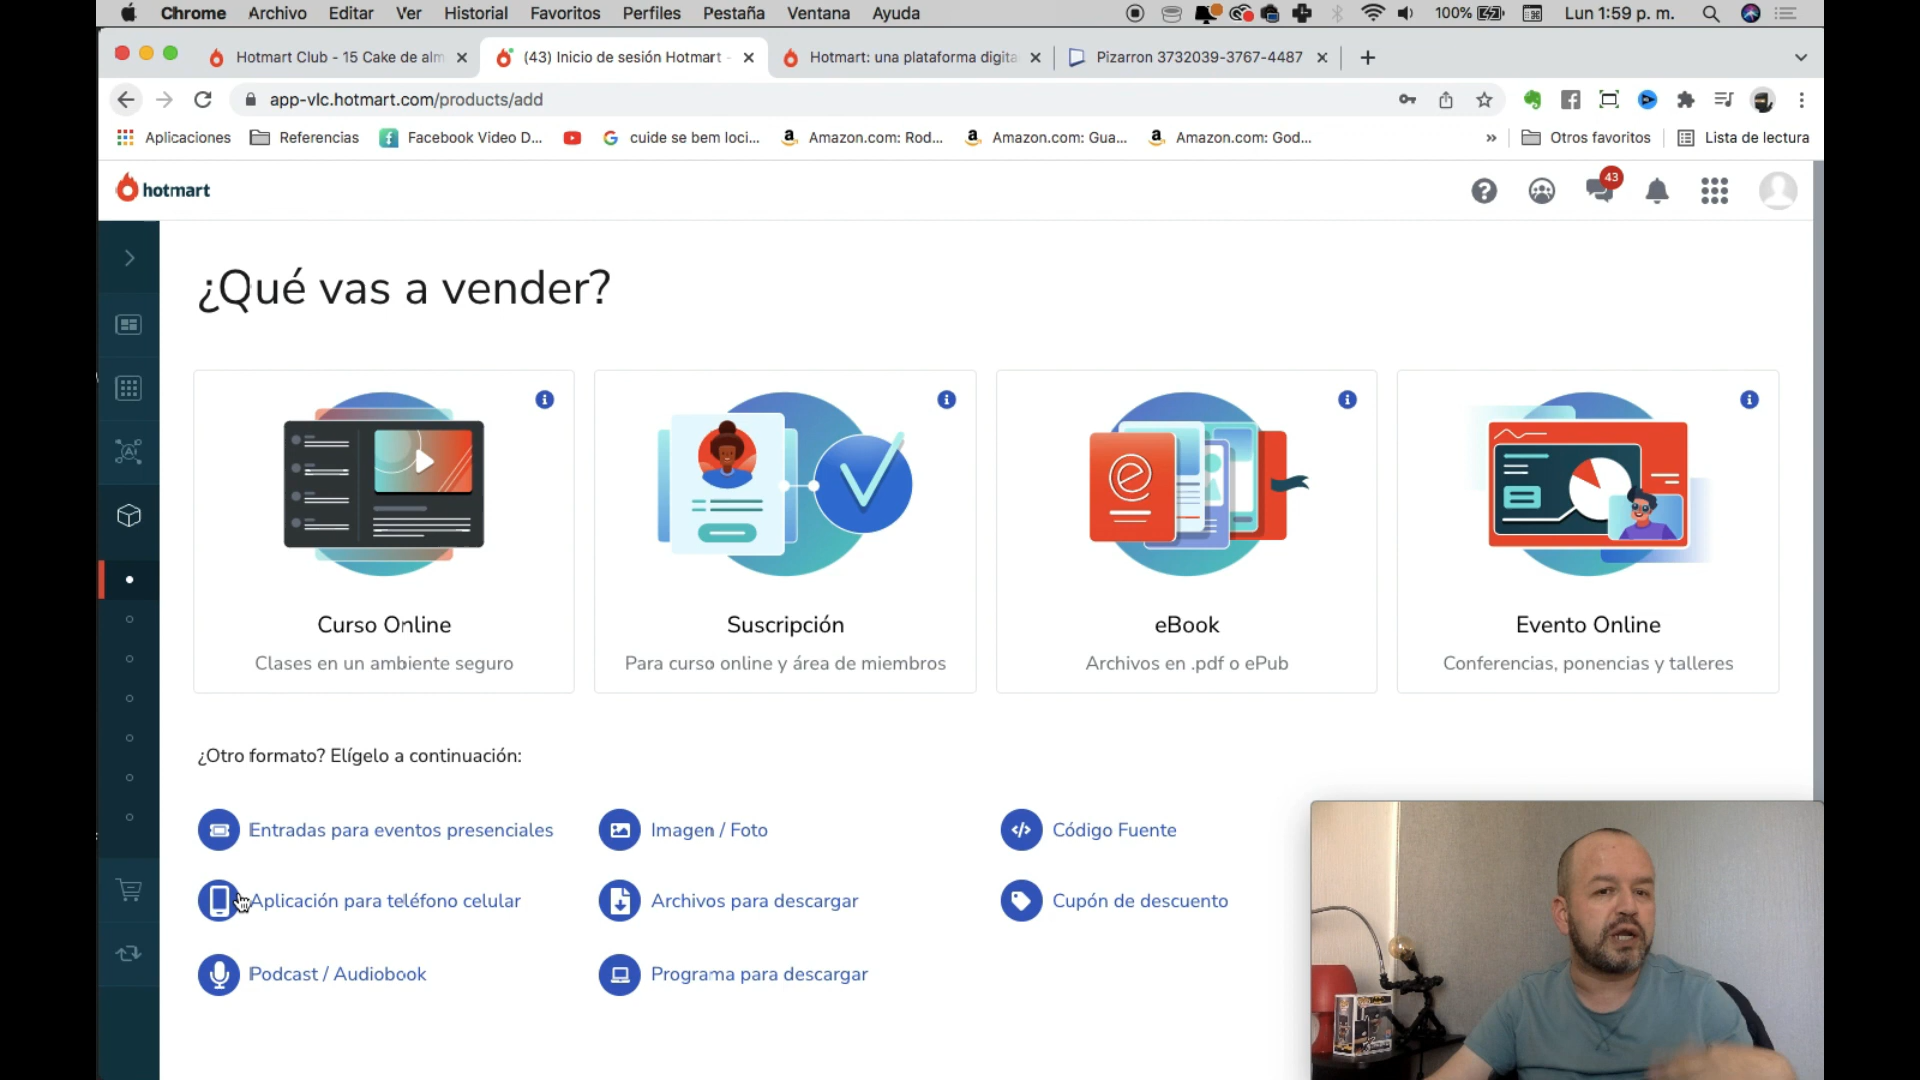 Chrome Archivo Editar Ver Historial Favoritos Perfiles Pestaña Ventana Ayuda 100% Lun 1:59 p. m.
Hotmart Club - 15 Cake de alm (43) Inicio de sesión Hotmart - Hotmart: una plataforma digita Pizarron 3732039-3767-4487
app-vlc.hotmart.com/products/add
Aplicaciones Referencias Facebook Video D... cuide se bem loci... Amazon.com: Rod... Amazon.com: Gua... Amazon.com: God... » Otros favoritos Lista de lectura
hotmart 43
¿Qué vas a vender?
Curso Online Suscripción eBook Evento Online
Clases en un ambiente seguro Para curso online y área de miembros Archivos en .pdf o ePub Conferencias, ponencias y talleres
¿Otro formato? Elígelo a continuación:
Entradas para eventos presenciales Imagen / Foto Código Fuente
Aplicación para teléfono celular Archivos para descargar Cupón de descuento
Podcast / Audiobook Programa para descargar